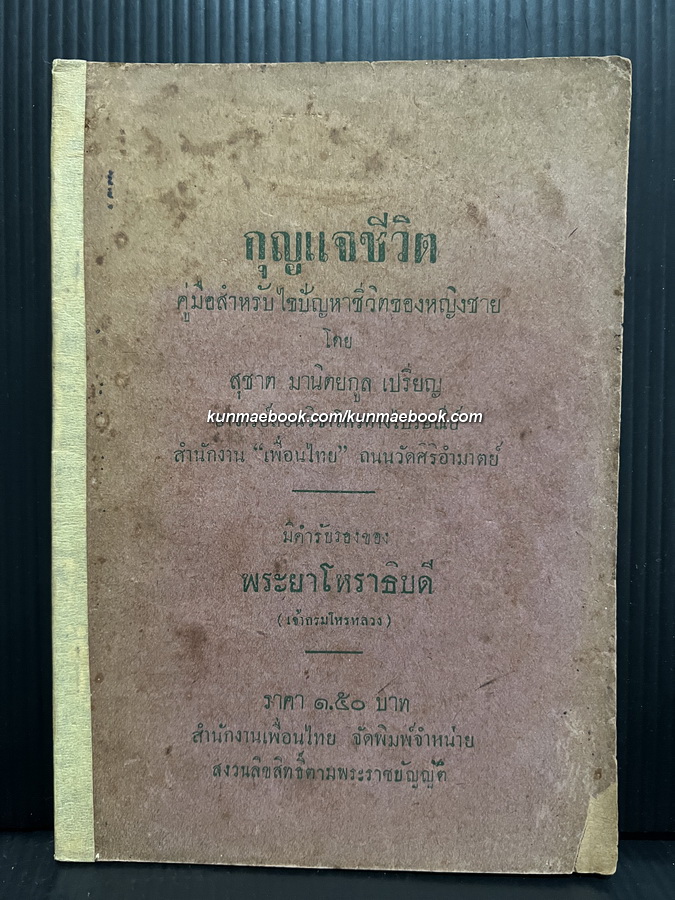 กุญแจชีวิต
คู่มือสำหรับไขปัญหาชีวิตของหญิงชาย
โดย
สุชาต มานิตยกูล เปรียญ
kunmaebook.com/kunmaebook.com
สำนักงาน “เพื่อนไทย” ถนนวัดศิริอำมาตย์
มีคำรับรองของ
พระยาโหราธิบดี
(เจ้ากรมโหรหลวง)
ราคา ๑.๕๐ บาท
สำนักงานเพื่อนไทย จัดพิมพ์จำหน่าย
สงวนลิขสิทธิ์ตามพระราชบัญญัติ